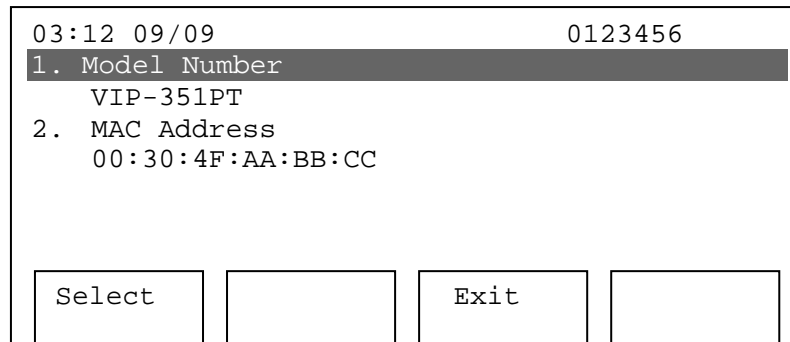 03:12 09/09 0123456
1. Model Number
VIP-351PT
2. MAC Address
00:30:4F:AA:BB:CC
Select Exit